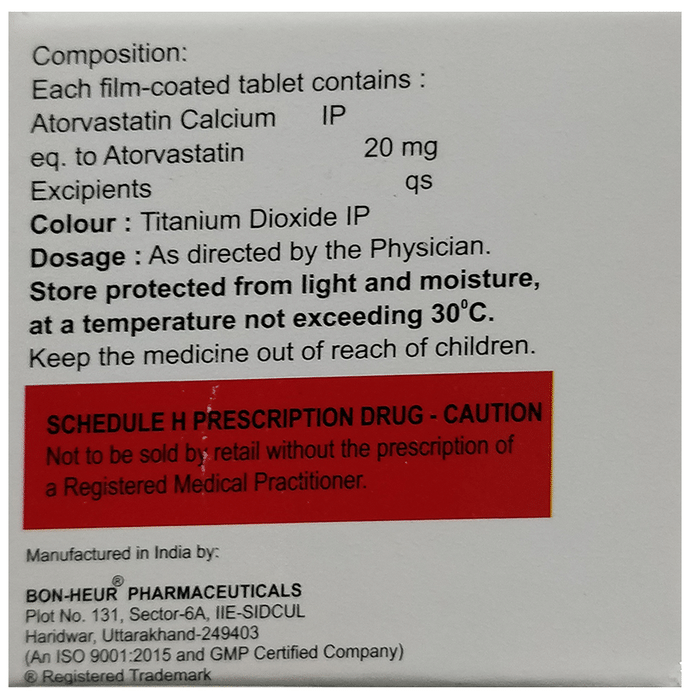 Composition:
Each film-coated tablet contains :
Atorvastatin Calcium IP
eq. to Atorvastatin 20 mg
Excipients qs
Colour : Titanium Dioxide IP
Dosage : As directed by the Physician.
Store protected from light and moisture,
at a temperature not exceeding 30⁰C.
Keep the medicine out of reach of children.
SCHEDULE H PRESCRIPTION DRUG - CAUTION
Not to be sold by retail without the prescription of
a Registered Medical Practitioner.
Manufactured in India by:
BON-HEUR® PHARMACEUTICALS
Plot No. 131, Sector-6A, IIE-SIDCUL
Haridwar, Uttarakhand-249403
(An ISO 9001:2015 and GMP Certified Company)
® Registered Trademark